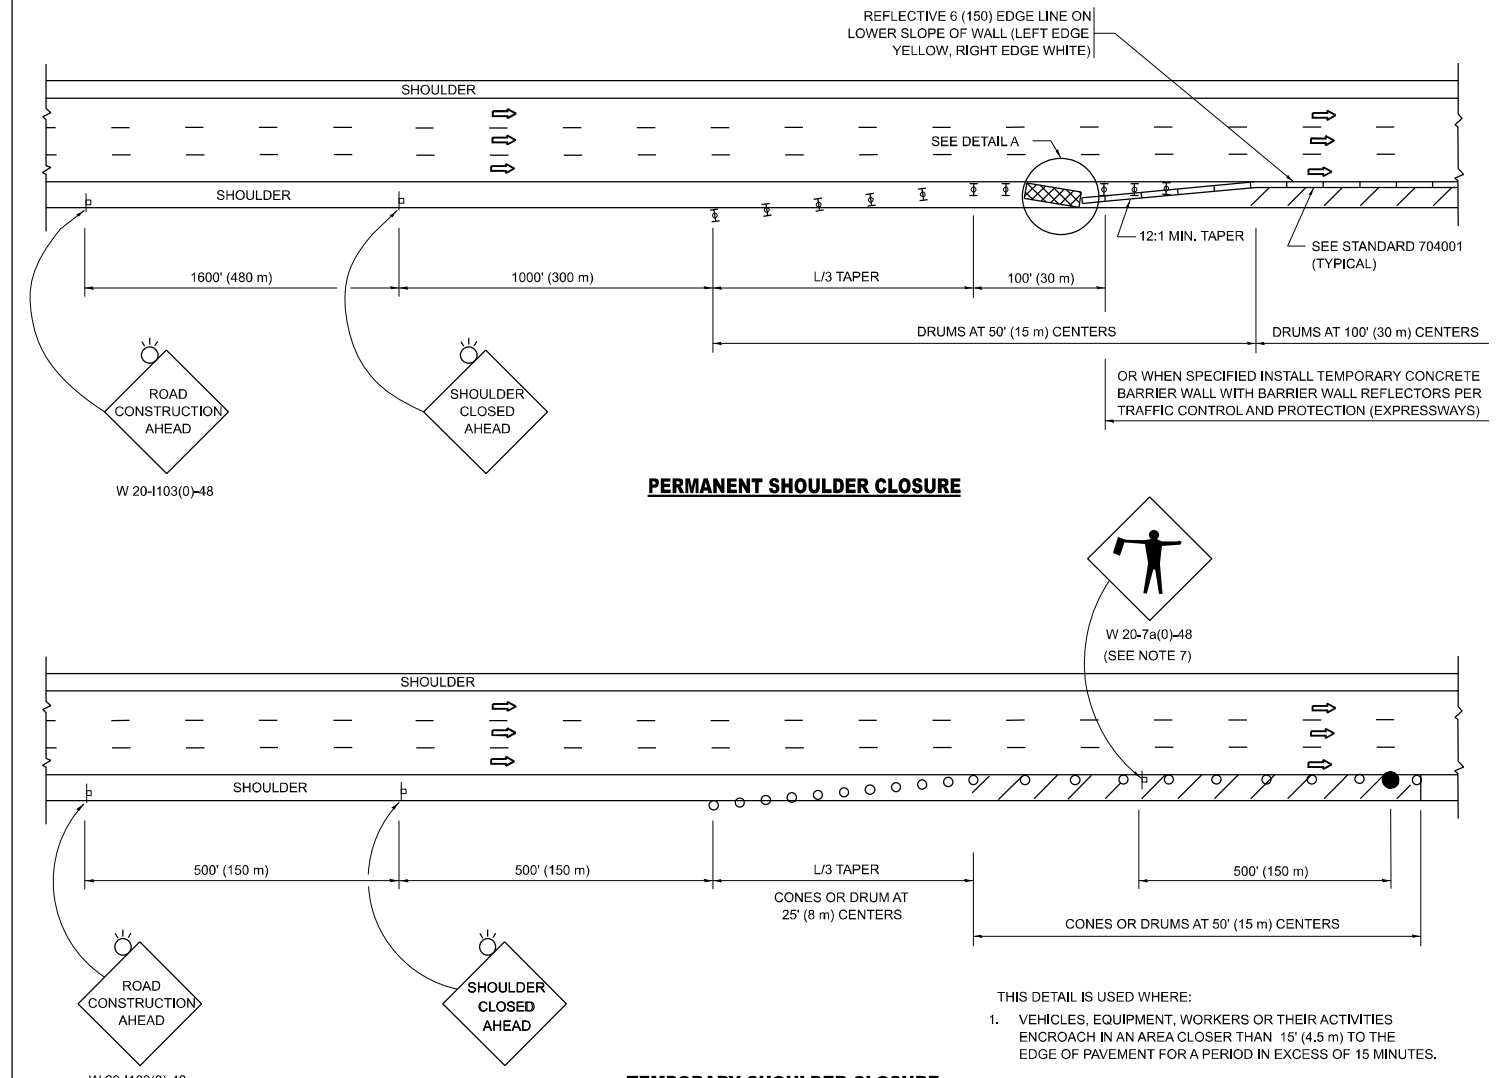 REFLECTIVE 6 (150) EDGE LINE ON
LOWER SLOPE OF WALL (LEFT EDGE
YELLOW, RIGHT EDGE WHITE)
SHOULDER
SEE DETAIL A
SHOULDER
12:1 MIN. TAPER
SEE STANDARD 704001
(TYPICAL)
1600' (480 m)
1000' (300 m)
L/3 TAPER
100' (30 m)
DRUMS AT 50' (15 m) CENTERS
DRUMS AT 100' (30 m) CENTERS
OR WHEN SPECIFIED INSTALL TEMPORARY CONCRETE
BARRIER WALL WITH BARRIER WALL REFLECTORS PER
TRAFFIC CONTROL AND PROTECTION (EXPRESSWAYS)
ROAD
CONSTRUCTION
AHEAD
SHOULDER
CLOSED
AHEAD
W 20-I103(0)-48
PERMANENT SHOULDER CLOSURE
W 20-7a(0)-48
(SEE NOTE 7)
SHOULDER
SHOULDER
500' (150 m)
500' (150 m)
L/3 TAPER
500' (150 m)
CONES OR DRUM AT
25' (8 m) CENTERS
CONES OR DRUMS AT 50' (15 m) CENTERS
ROAD
CONSTRUCTION
AHEAD
SHOULDER
CLOSED
AHEAD
THIS DETAIL IS USED WHERE:
1. VEHICLES, EQUIPMENT, WORKERS OR THEIR ACTIVITIES
ENCROACH IN AN AREA CLOSER THAN 15' (4.5 m) TO THE
EDGE OF PAVEMENT FOR A PERIOD IN EXCESS OF 15 MINUTES.
TEMPORARY SHOULDER CLOSURE